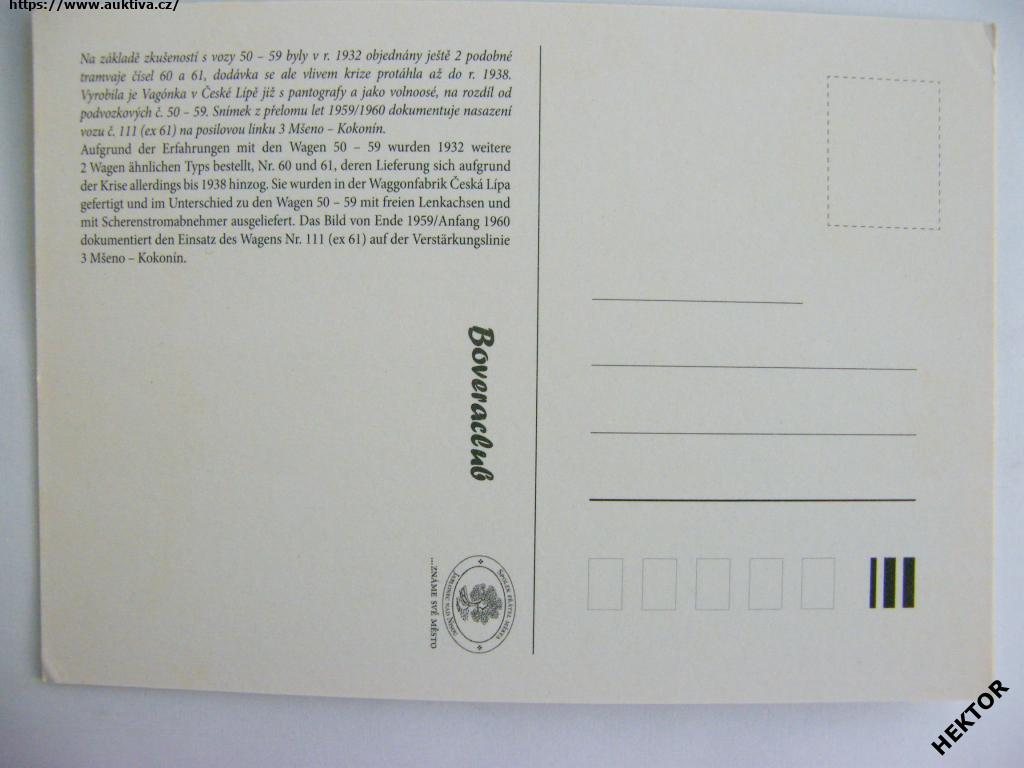 https://www.auktiva.cz/
Na základě zkušeností s vozy 50 – 59 byly v r. 1932 objednány ještě 2 podobné
tramvaje čísel 60 a 61, dodávka se ale vlivem krize protáhla až do r. 1938.
Vyrobila je Vagónka v České Lípě již s pantografy a jako volnoosé, na rozdíl od
podvozkových č. 50 – 59. Snímek z přelomu let 1959/1960 dokumentuje nasazení
vozu č. 111 (ex 61) na posilovou linku 3 Mšeno – Kokonín.
Aufgrund der Erfahrungen mit den Wagen 50 – 59 wurden 1932 weitere
2 Wagen ähnlichen Typs bestellt, Nr. 60 und 61, deren Lieferung sich aufgrund
der Krise allerdings bis 1938 hinzog. Sie wurden in der Waggonfabrik Česká Lípa
gefertigt und im Unterschied zu den Wagen 50 – 59 mit freien Lenkachsen und
mit Scherenstromabnehmer ausgeliefert. Das Bild von Ende 1959/Anfang 1960
dokumentiert den Einsatz des Wagens Nr. 111 (ex 61) auf der Verstärkungslinie
3 Mšeno – Kokonín.
Boveraclub
Spolek přátel města
Jablonec nad Nisou
...známe své město
HEKTOR